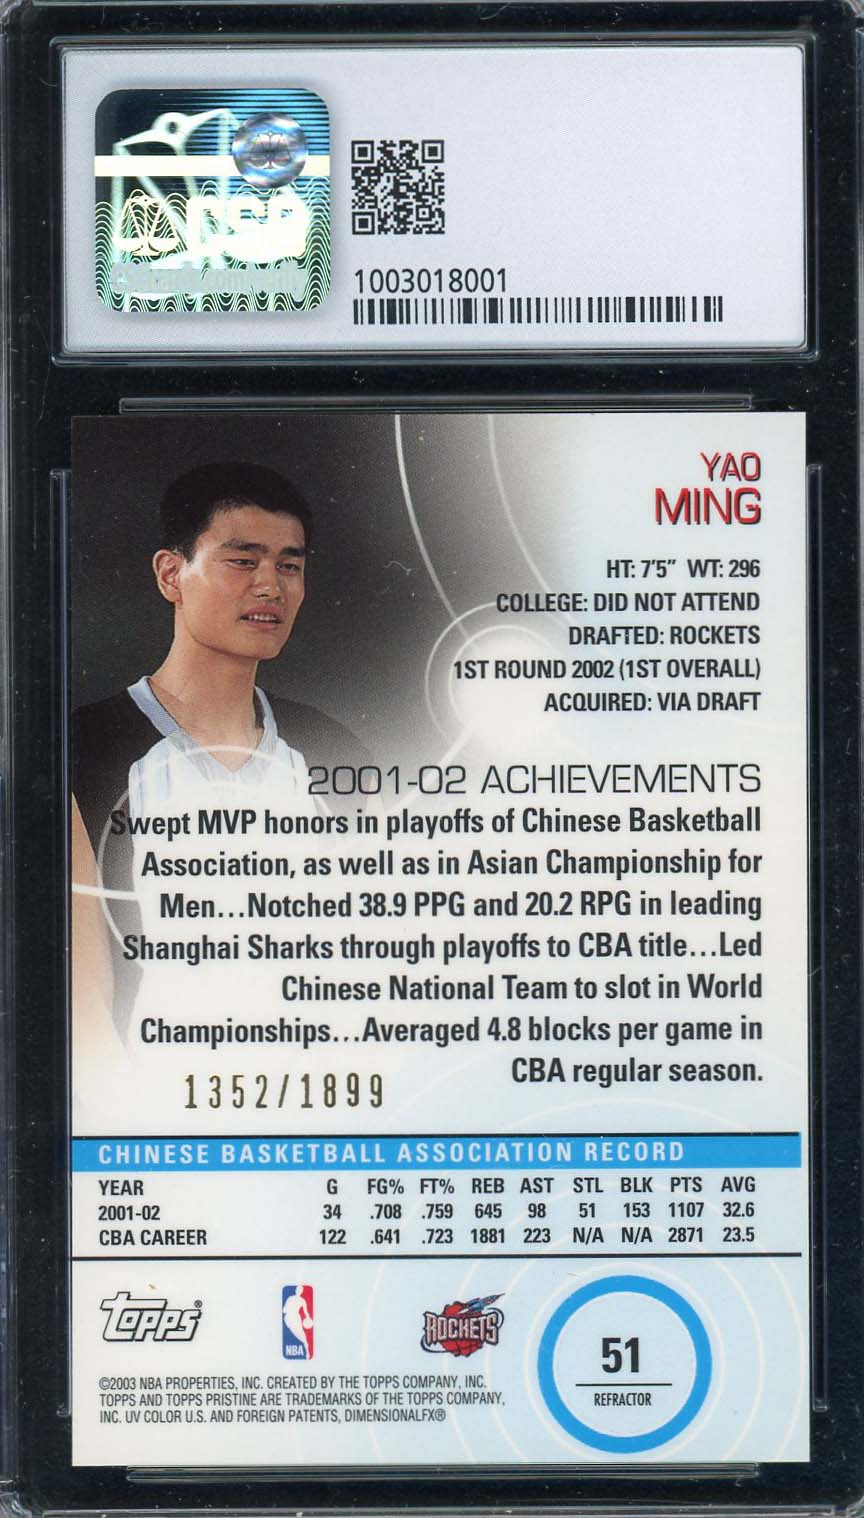 CSG
1003018001
YAO
MING
HT: 7'5" WT: 296
COLLEGE: DID NOT ATTEND
DRAFTED: ROCKETS
1ST ROUND 2002 (1ST OVERALL)
ACQUIRED: VIA DRAFT
2001-02 ACHIEVEMENTS
Swept MVP honors in playoffs of Chinese Basketball
Association, as well as in Asian Championship for
Men...Notched 38.9 PPG and 20.2 RPG in leading
Shanghai Sharks through playoffs to CBA title...Led
Chinese National Team to slot in World
Championships...Averaged 4.8 blocks per game in
CBA regular season.
1352/1899
CHINESE BASKETBALL ASSOCIATION RECORD
YEAR G FG% FT% REB AST STL BLK PTS AVG
2001-02 34 .708 .759 645 98 51 153 1107 32.6
CBA CAREER 122 .641 .723 1881 223 N/A N/A 2871 23.5
TOPPS®
NBA
ROCKETS
51
REFRACTOR
©2003 NBA PROPERTIES, INC. CREATED BY THE TOPPS COMPANY, INC.
TOPPS AND TOPPS PRISTINE ARE TRADEMARKS OF THE TOPPS COMPANY,
INC. UV COLOR U.S. AND FOREIGN PATENTS, DIMENSIONALFX®